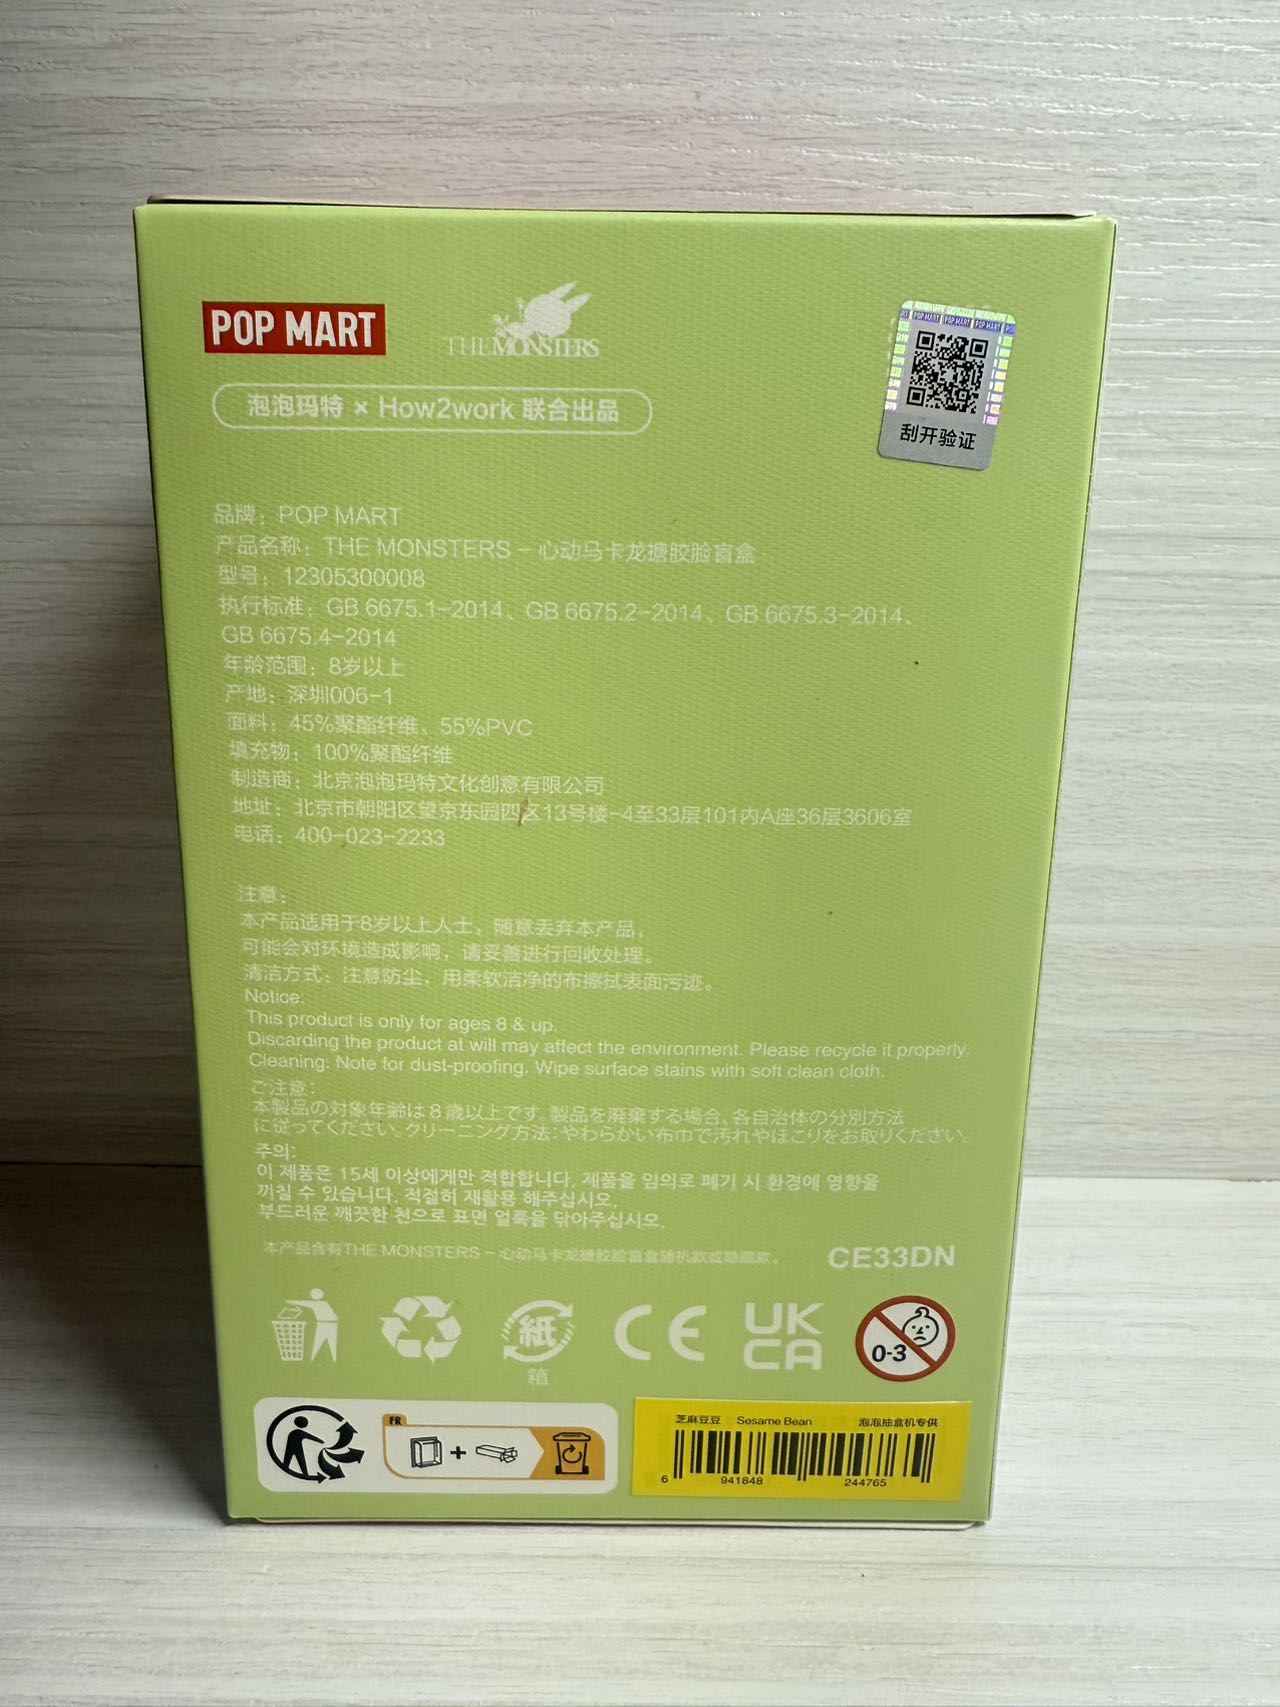 POP MART
THE MONSTERS
泡泡玛特 × How2work 联合出品
POP MART POP MART POP MART
刮开验证
品牌：POP MART
产品名称：THE MONSTERS – 心动马卡龙搪胶脸盲盒
型号：12305300008
执行标准：GB 6675.1-2014、GB 6675.2-2014、GB 6675.3-2014、
GB 6675.4-2014
年龄范围：8岁以上
产地：深圳006-1
面料：45%聚酯纤维、55%PVC
填充物：100%聚酯纤维
制造商：北京泡泡玛特文化创意有限公司
地址：北京市朝阳区望京东园四区13号楼-4至33层101内A座36层3606室
电话：400-023-2233
注意：
本产品适用于8岁以上人士，随意丢弃本产品，
可能会对环境造成影响，请妥善进行回收处理。
清洁方式：注意防尘，用柔软洁净的布擦拭表面污迹。
Notice:
This product is only for ages 8 & up.
Discarding the product at will may affect the environment. Please recycle it properly.
Cleaning: Note for dust-proofing. Wipe surface stains with soft clean cloth.
ご注意：
本製品の対象年齢は8歳以上です。製品を廃棄する場合、各自治体の分別方法
に従ってください。クリーニング方法：やわらかい布巾で汚れやほこりをお取りください。
주의:
이 제품은 15세 이상에게만 적합합니다. 제품을 임의로 폐기 시 환경에 영향을
끼칠 수 있습니다. 적절히 재활용 해주십시오.
부드러운 깨끗한 천으로 표면 얼룩을 닦아주십시오.
本产品含有THE MONSTERS – 心动马卡龙搪胶脸盲盒随机款或隐藏款。
CE33DN
紙
箱
CE
UK
CA
0-3
FR
+
芝麻豆豆 Sesame Bean 泡泡抽盒机专供
6 941848 244765